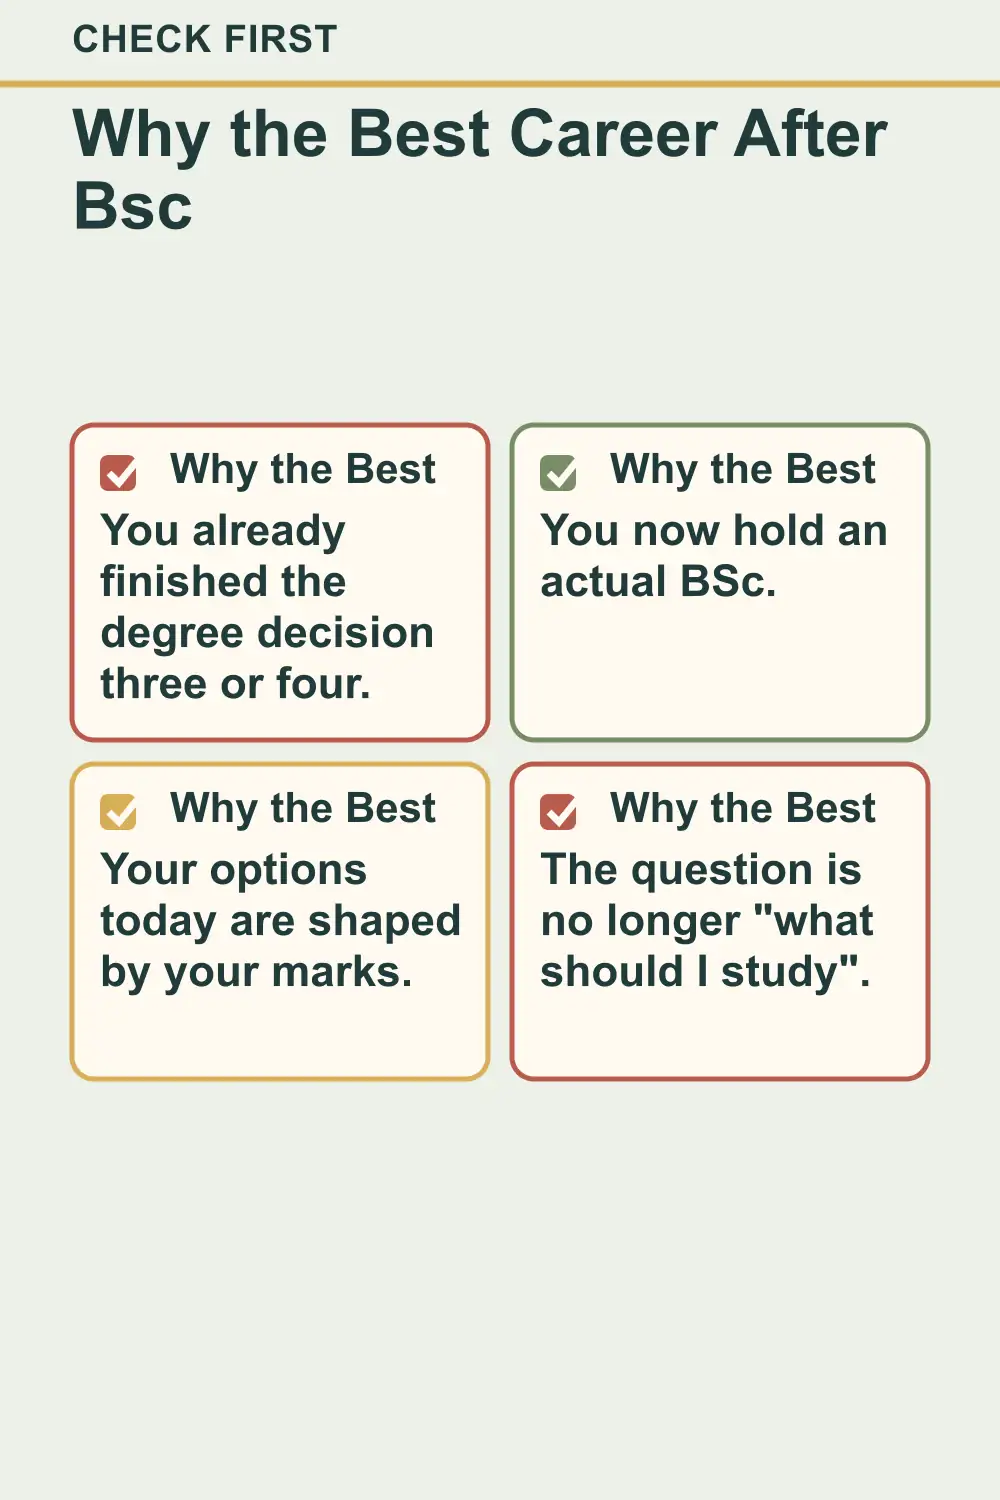 CHECK FIRST
Why the Best Career After
Bsc
Why the Best
You already
finished the
degree decision
three or four.
Why the Best
You now hold an
actual BSc.
Why the Best
Your options
today are shaped
by your marks.
Why the Best
The question is
no longer "what
should I study".